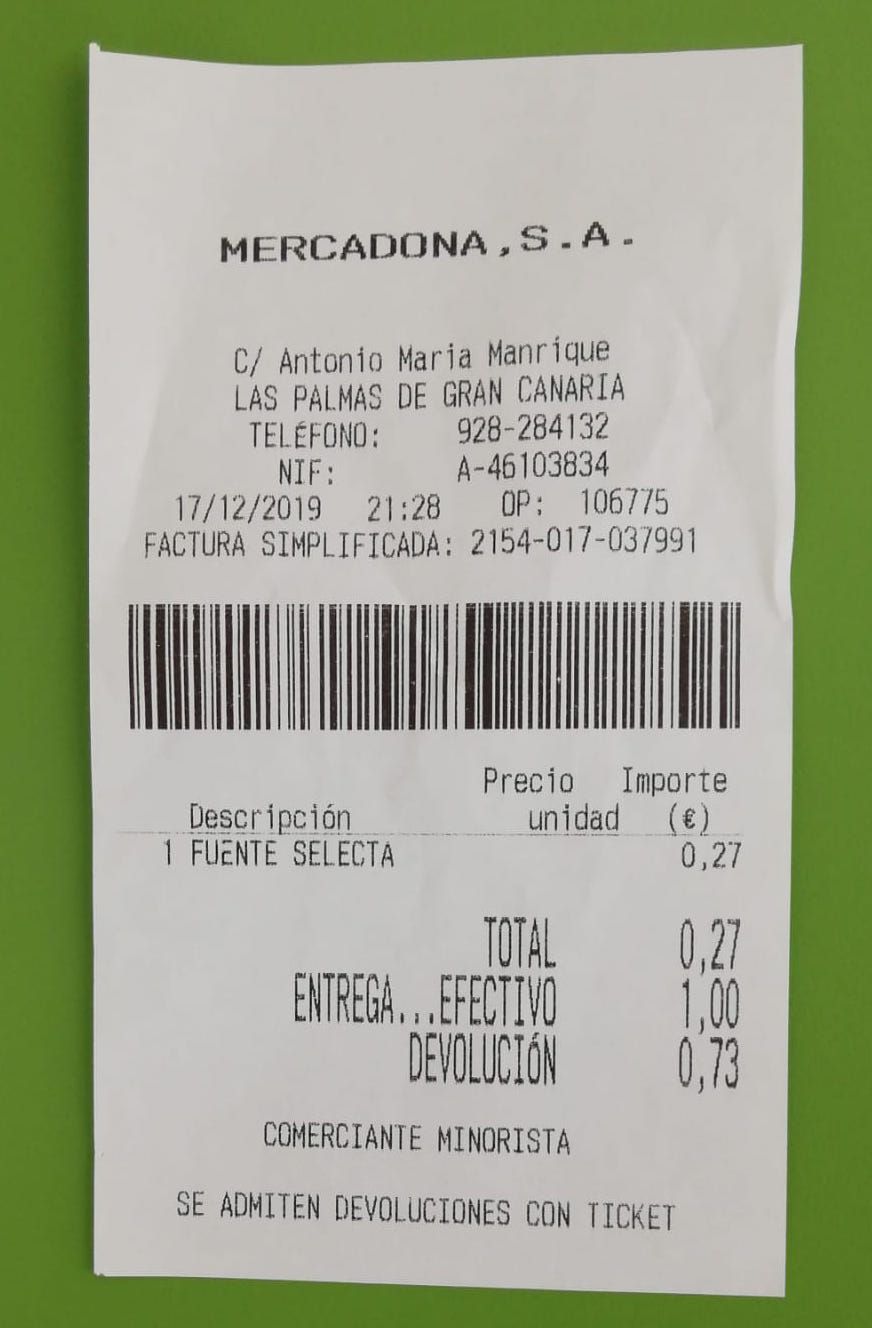 MERCADONA,S.A.
C/ Antonio Maria Manrique
LAS PALMAS DE GRAN CANARIA
TELÉFONO: 928-284132
NIF: A-46103834
17/12/2019 21:28 OP: 106775
FACTURA SIMPLIFICADA: 2154-017-037991
Precio Importe
Descripción unidad (€)
1 FUENTE SELECTA 0,27
TOTAL 0,27
ENTREGA...EFECTIVO 1,00
DEVOLUCIÓN 0,73
COMERCIANTE MINORISTA
SE ADMITEN DEVOLUCIONES CON TICKET